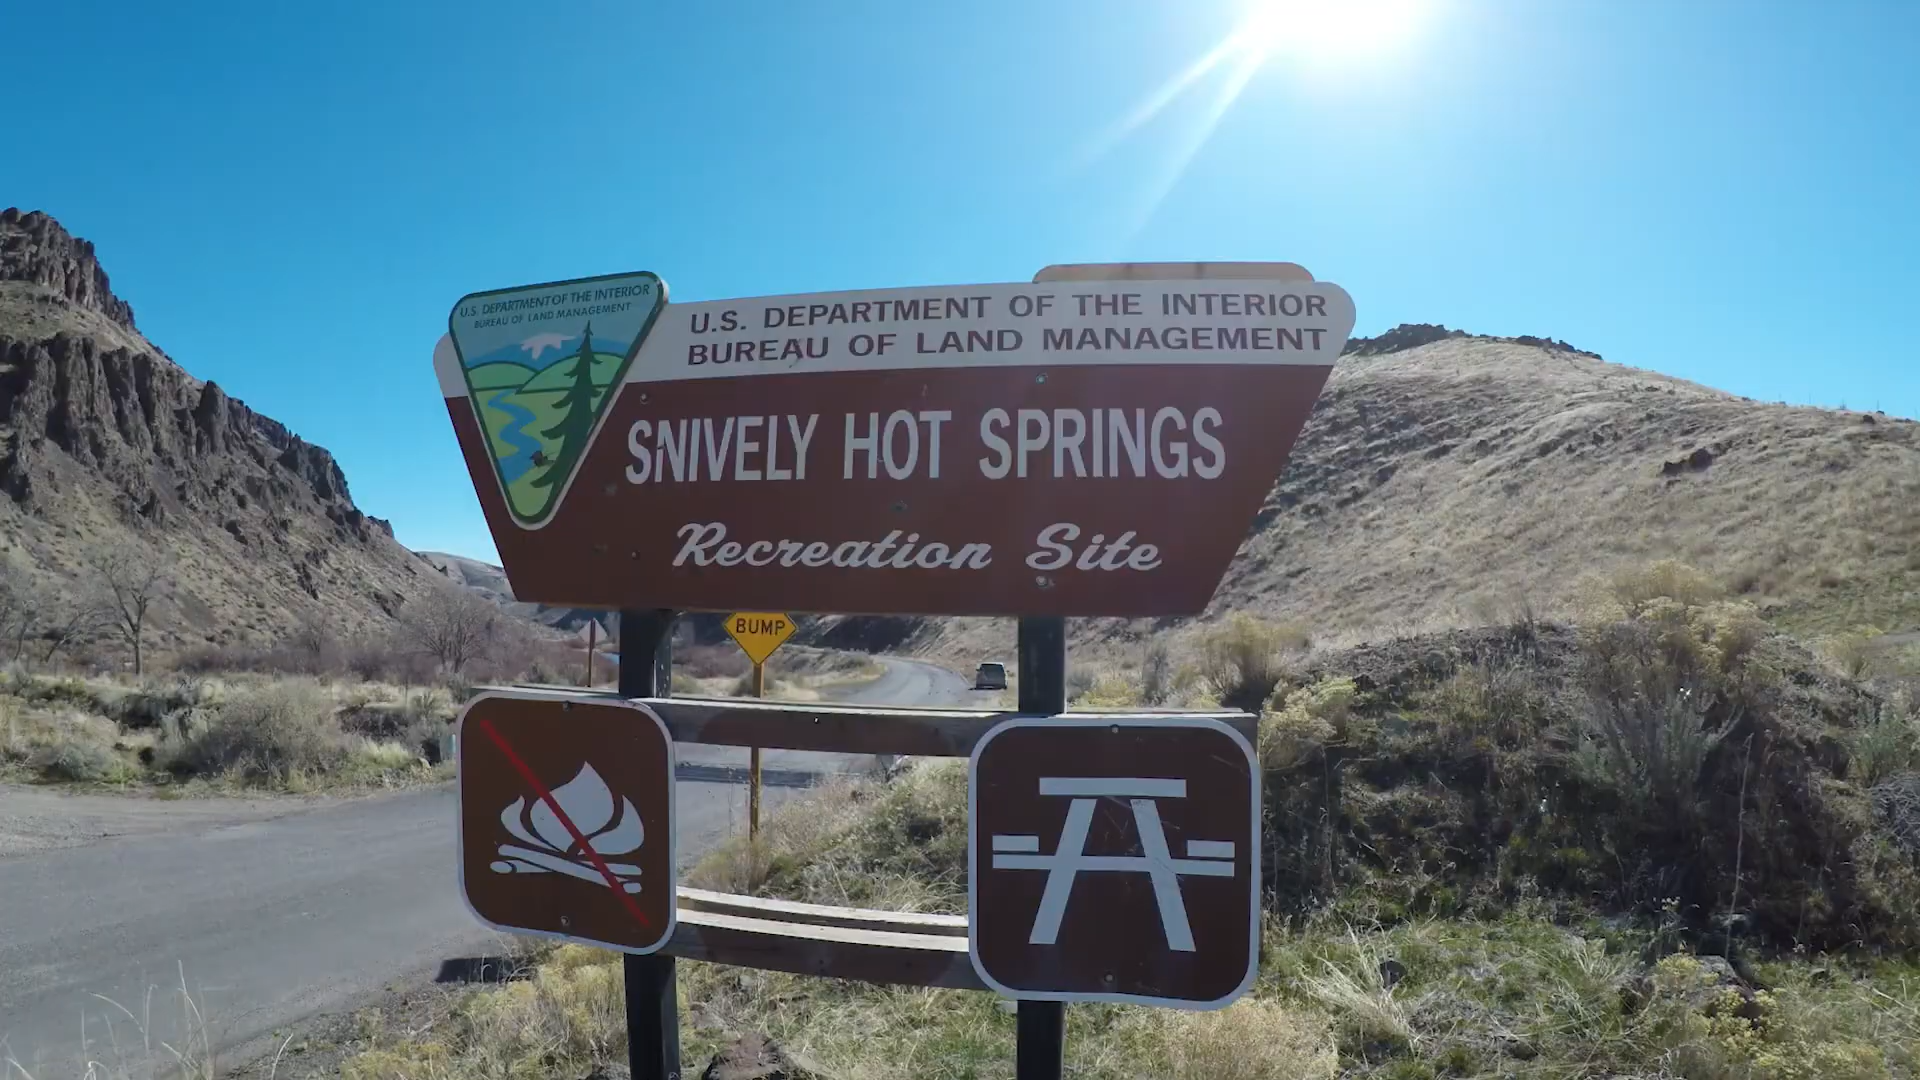 U.S. DEPARTMENT OF THE INTERIOR
BUREAU OF LAND MANAGEMENT
U.S. DEPARTMENT OF THE INTERIOR
BUREAU OF LAND MANAGEMENT
SNIVELY HOT SPRINGS
Recreation Site
BUMP